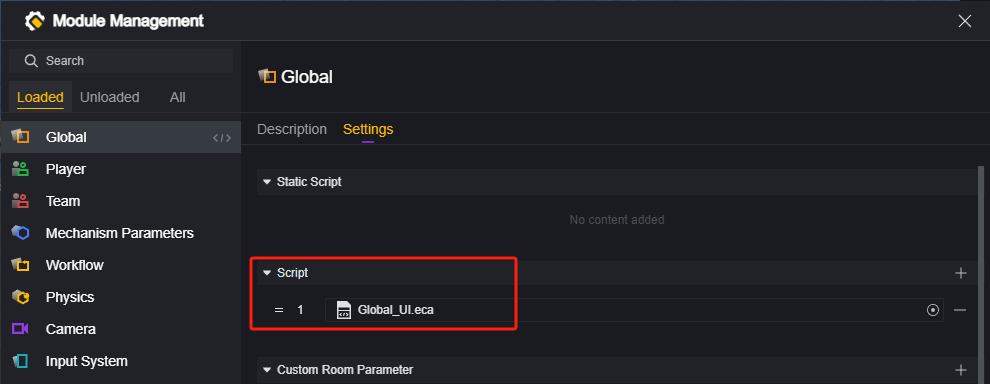 Module Management
Search
Loaded Unloaded All
Global
Player
Team
Mechanism Parameters
Workflow
Physics
Camera
Input System
Global
Description Settings
Static Script
No content added
Script
= 1 Global_UI.eca
Custom Room Parameter